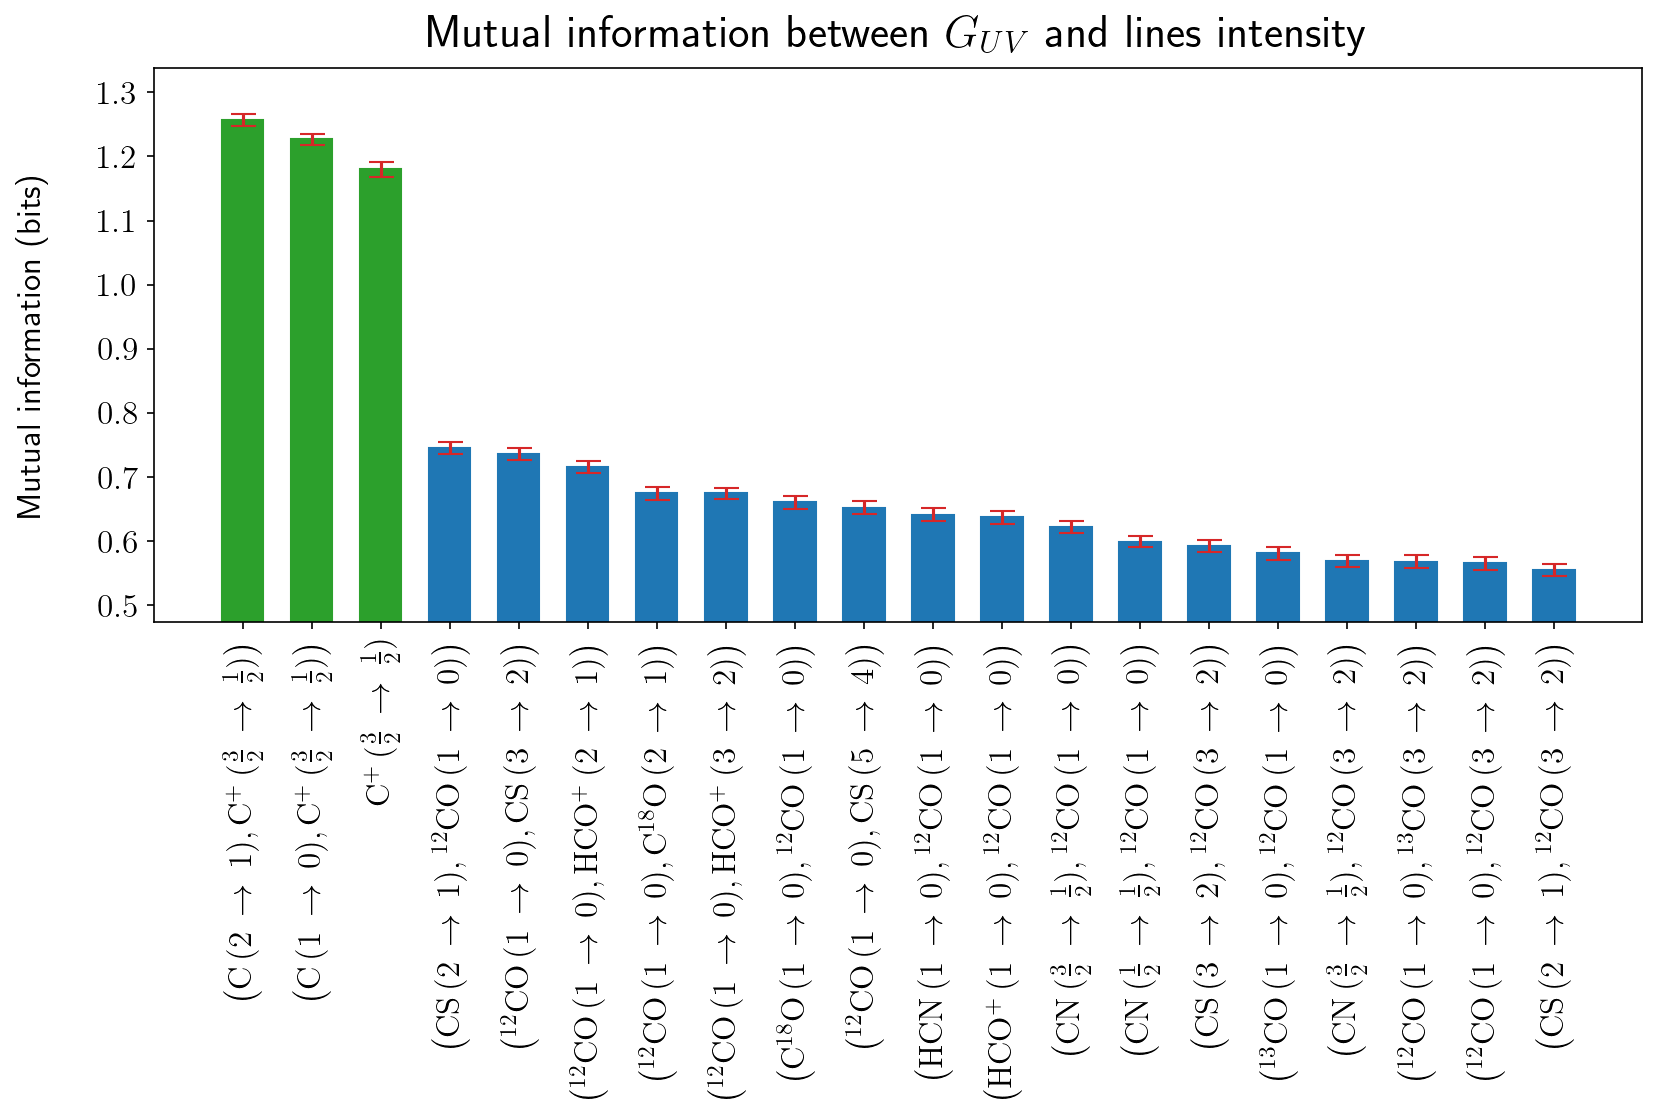 Mutual information between G_{UV} and lines intensity
Mutual information (bits)
1.3
1.2
1.1
1.0
0.9
0.8
0.7
0.6
0.5
(C (2 → 1), C⁺ (3/2 → 1/2))
(C (1 → 0), C⁺ (3/2 → 1/2))
C⁺ (3/2 → 1/2)
(CS (2 → 1), ¹²CO (1 → 0))
(¹²CO (1 → 0), CS (3 → 2))
(¹²CO (1 → 0), HCO⁺ (2 → 1))
(¹²CO (1 → 0), C¹⁸O (2 → 1))
(¹²CO (1 → 0), HCO⁺ (3 → 2))
(C¹⁸O (1 → 0), ¹²CO (1 → 0))
(¹²CO (1 → 0), CS (5 → 4))
(HCN (1 → 0), ¹²CO (1 → 0))
(HCO⁺ (1 → 0), ¹²CO (1 → 0))
(CN (3/2 → 1/2), ¹²CO (1 → 0))
(CN (1/2 → 1/2), ¹²CO (1 → 0))
(CS (3 → 2), ¹²CO (3 → 2))
(¹³CO (1 → 0), ¹²CO (1 → 0))
(CN (3/2 → 1/2), ¹²CO (3 → 2))
(¹²CO (1 → 0), ¹³CO (3 → 2))
(¹²CO (1 → 0), ¹²CO (3 → 2))
(CS (2 → 1), ¹²CO (3 → 2))